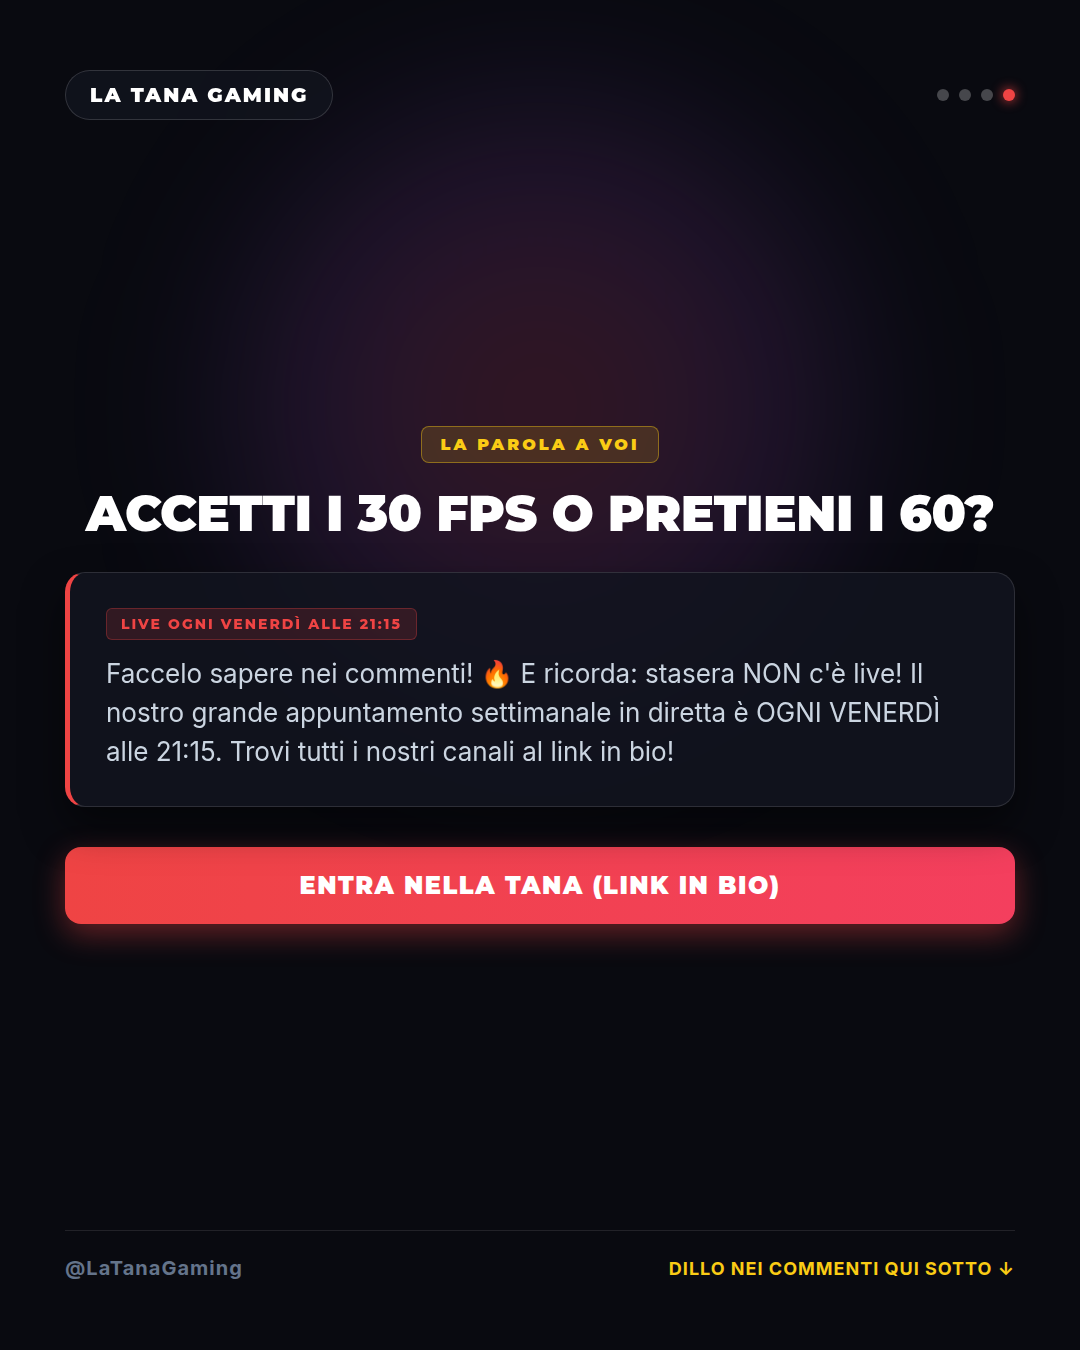 LA TANA GAMING
LA PAROLA A VOI
ACCETTI I 30 FPS O PRETIENI I 60?
LIVE OGNI VENERDÌ ALLE 21:15
Faccelo sapere nei commenti! 🔥 E ricorda: stasera NON c'è live! Il
nostro grande appuntamento settimanale in diretta è OGNI VENERDÌ
alle 21:15. Trovi tutti i nostri canali al link in bio!
ENTRA NELLA TANA (LINK IN BIO)
@LaTanaGaming
DILLO NEI COMMENTI QUI SOTTO ↓